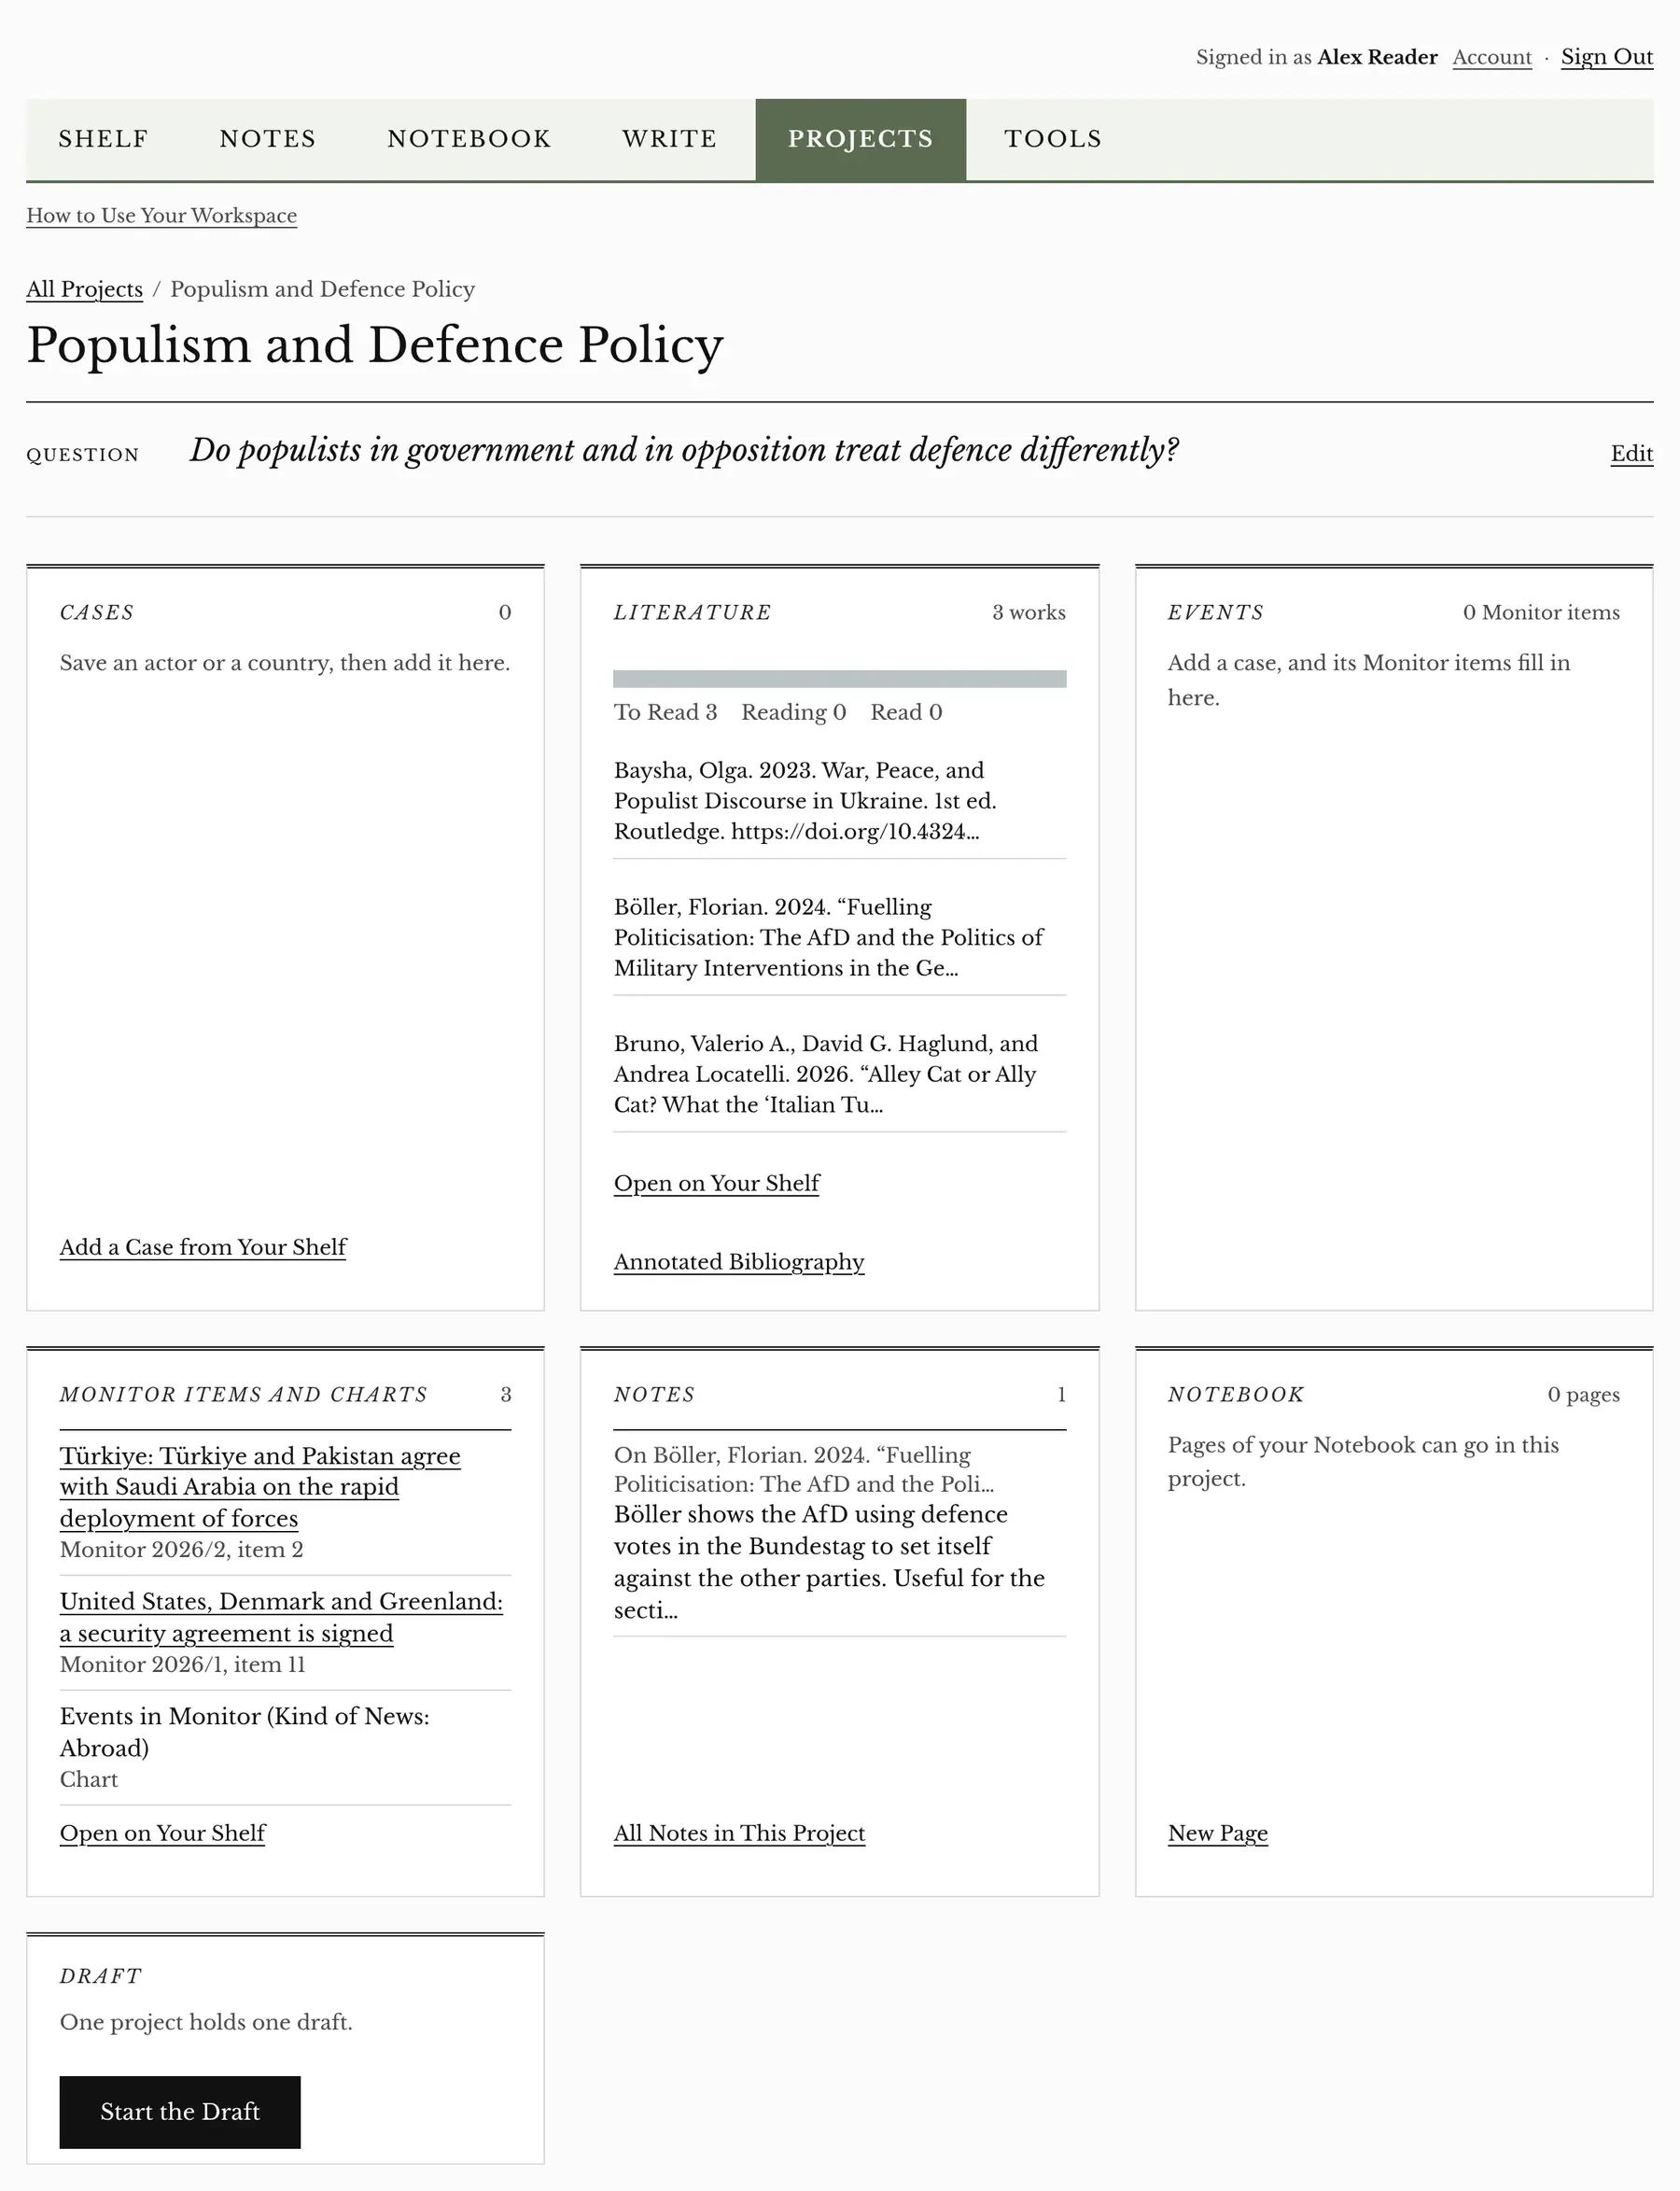 Signed in as Alex Reader Account · Sign Out
SHELF NOTES NOTEBOOK WRITE PROJECTS TOOLS
How to Use Your Workspace
All Projects / Populism and Defence Policy
Populism and Defence Policy
QUESTION Do populists in government and in opposition treat defence differently? Edit
CASES 0
Save an actor or a country, then add it here.
Add a Case from Your Shelf
LITERATURE 3 works
To Read 3 Reading 0 Read 0
Baysha, Olga. 2023. War, Peace, and
Populist Discourse in Ukraine. 1st ed.
Routledge. https://doi.org/10.4324…
Böller, Florian. 2024. “Fuelling
Politicisation: The AfD and the Politics of
Military Interventions in the Ge…
Bruno, Valerio A., David G. Haglund, and
Andrea Locatelli. 2026. “Alley Cat or Ally
Cat? What the ‘Italian Tu…
Open on Your Shelf
Annotated Bibliography
EVENTS 0 Monitor items
Add a case, and its Monitor items fill in
here.
MONITOR ITEMS AND CHARTS 3
Türkiye: Türkiye and Pakistan agree
with Saudi Arabia on the rapid
deployment of forces
Monitor 2026/2, item 2
United States, Denmark and Greenland:
a security agreement is signed
Monitor 2026/1, item 11
Events in Monitor (Kind of News:
Abroad)
Chart
Open on Your Shelf
NOTES 1
On Böller, Florian. 2024. “Fuelling
Politicisation: The AfD and the Poli…
Böller shows the AfD using defence
votes in the Bundestag to set itself
against the other parties. Useful for the
secti…
All Notes in This Project
NOTEBOOK 0 pages
Pages of your Notebook can go in this
project.
New Page
DRAFT
One project holds one draft.
Start the Draft